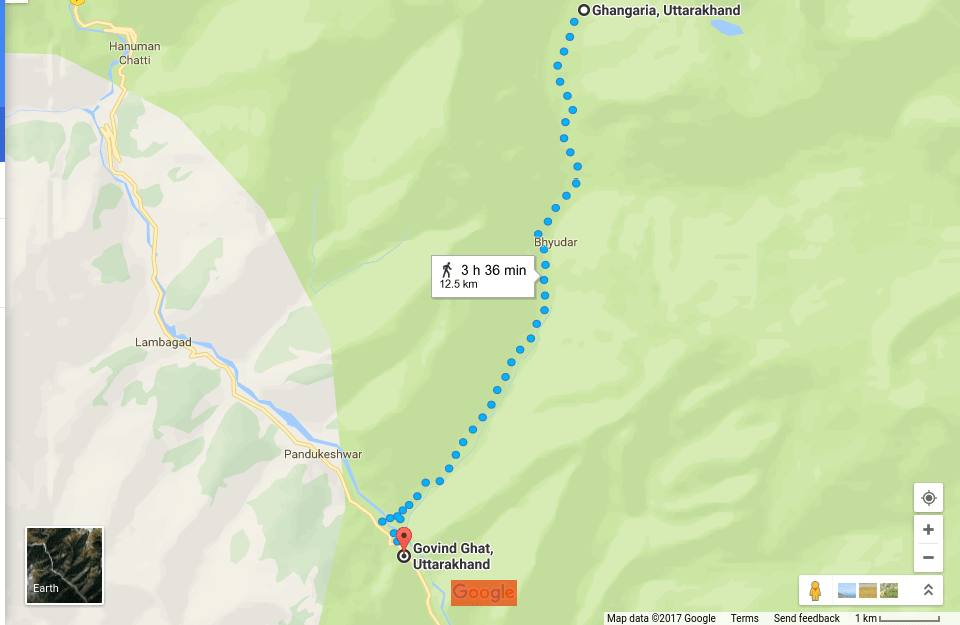 Ghangaria, Uttarakhand
Hanuman
Chatti
Bhyudar
3 h 36 min
12.5 km
Lambagad
Pandukeshwar
Govind Ghat,
Uttarakhand
Earth
Google
Map data ©2017 Google Terms Send feedback 1 km